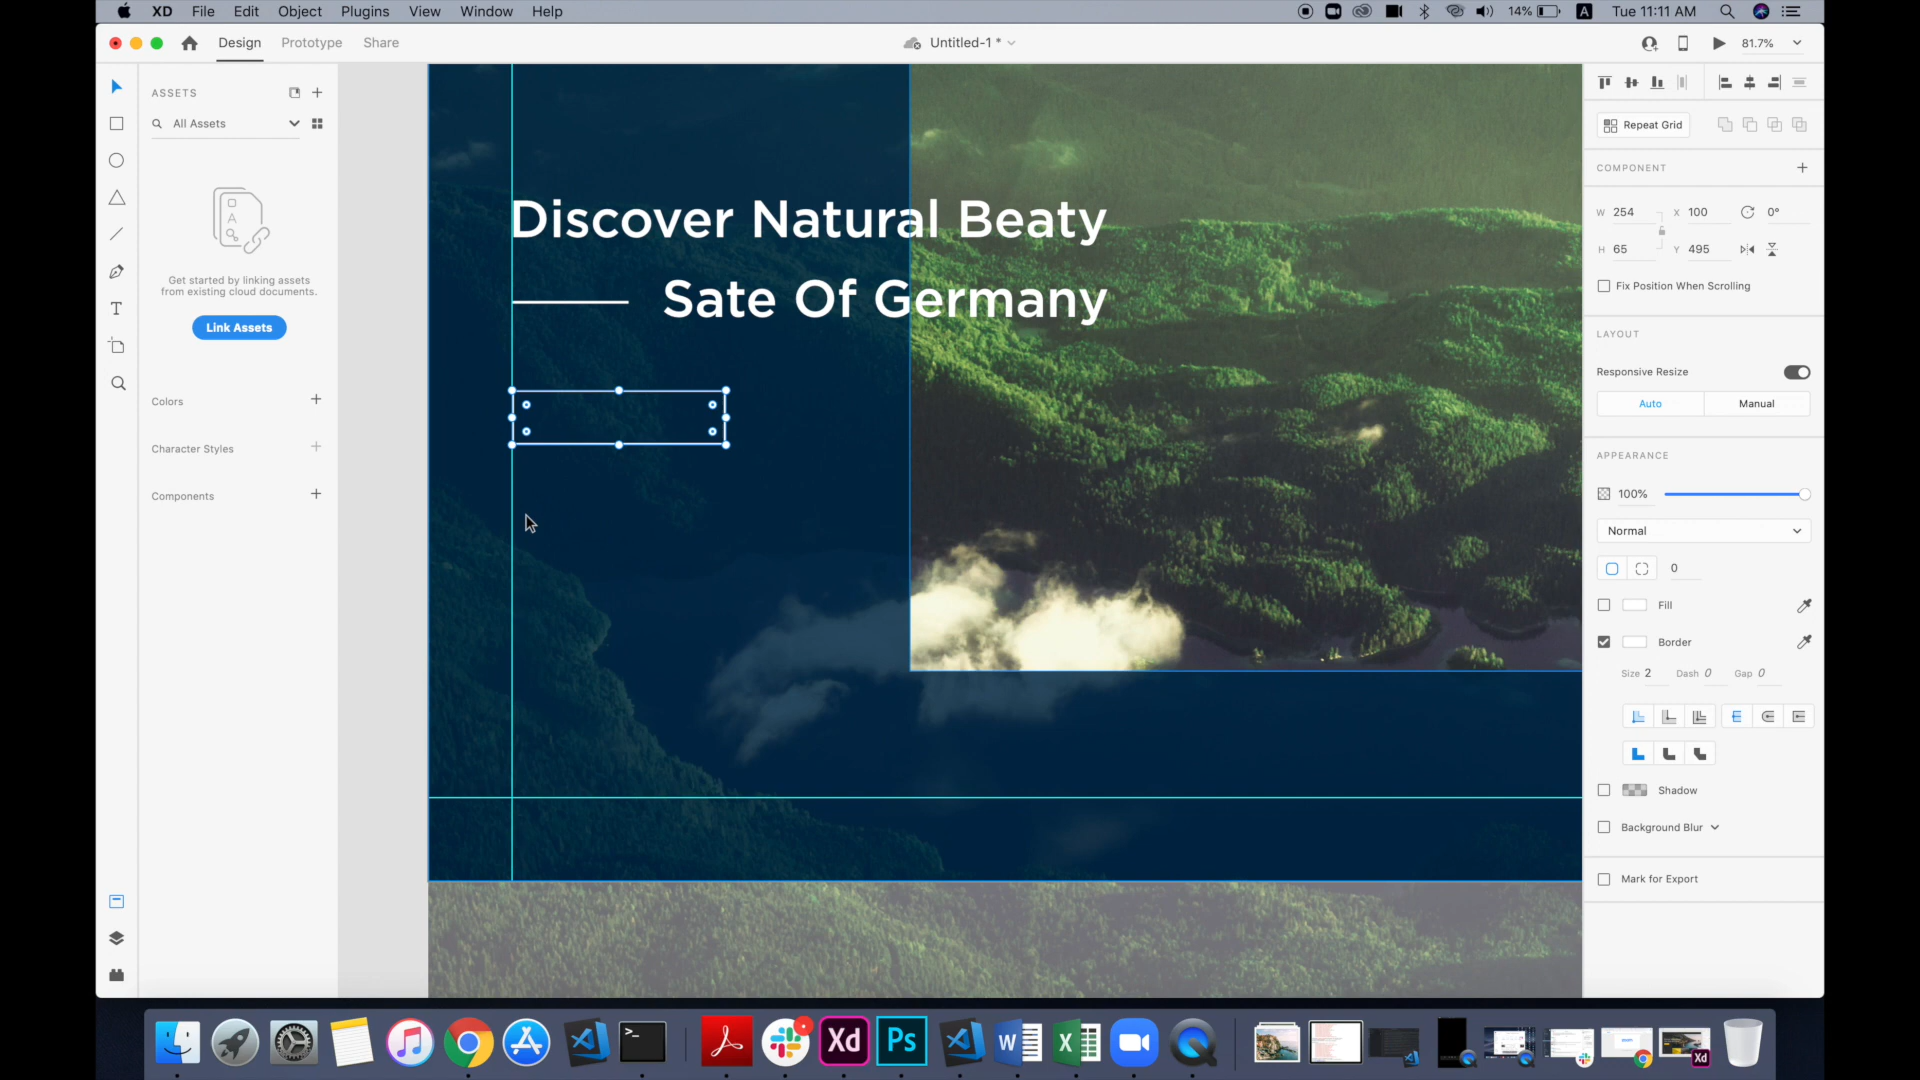 XD File Edit Object Plugins View Window Help
14% A Tue 11:11 AM
Design Prototype Share
Untitled-1 *
81.7%
ASSETS
All Assets
A
Get started by linking assets
from existing cloud documents.
Link Assets
Colors
Character Styles
Components
T
Discover Natural Beaty
Sate Of Germany
Repeat Grid
COMPONENT
W 254 X 100 0°
H 65 Y 495
Fix Position When Scrolling
LAYOUT
Responsive Resize
Auto Manual
APPEARANCE
100%
Normal
0
Fill
Border
Size 2 Dash 0 Gap 0
Shadow
Background Blur
Mark for Export
>_
Xd Ps W X
Xd